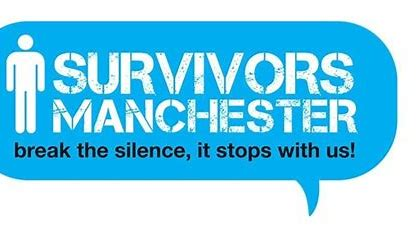 SURVIVORS
MANCHESTER
break the silence, it stops with us!